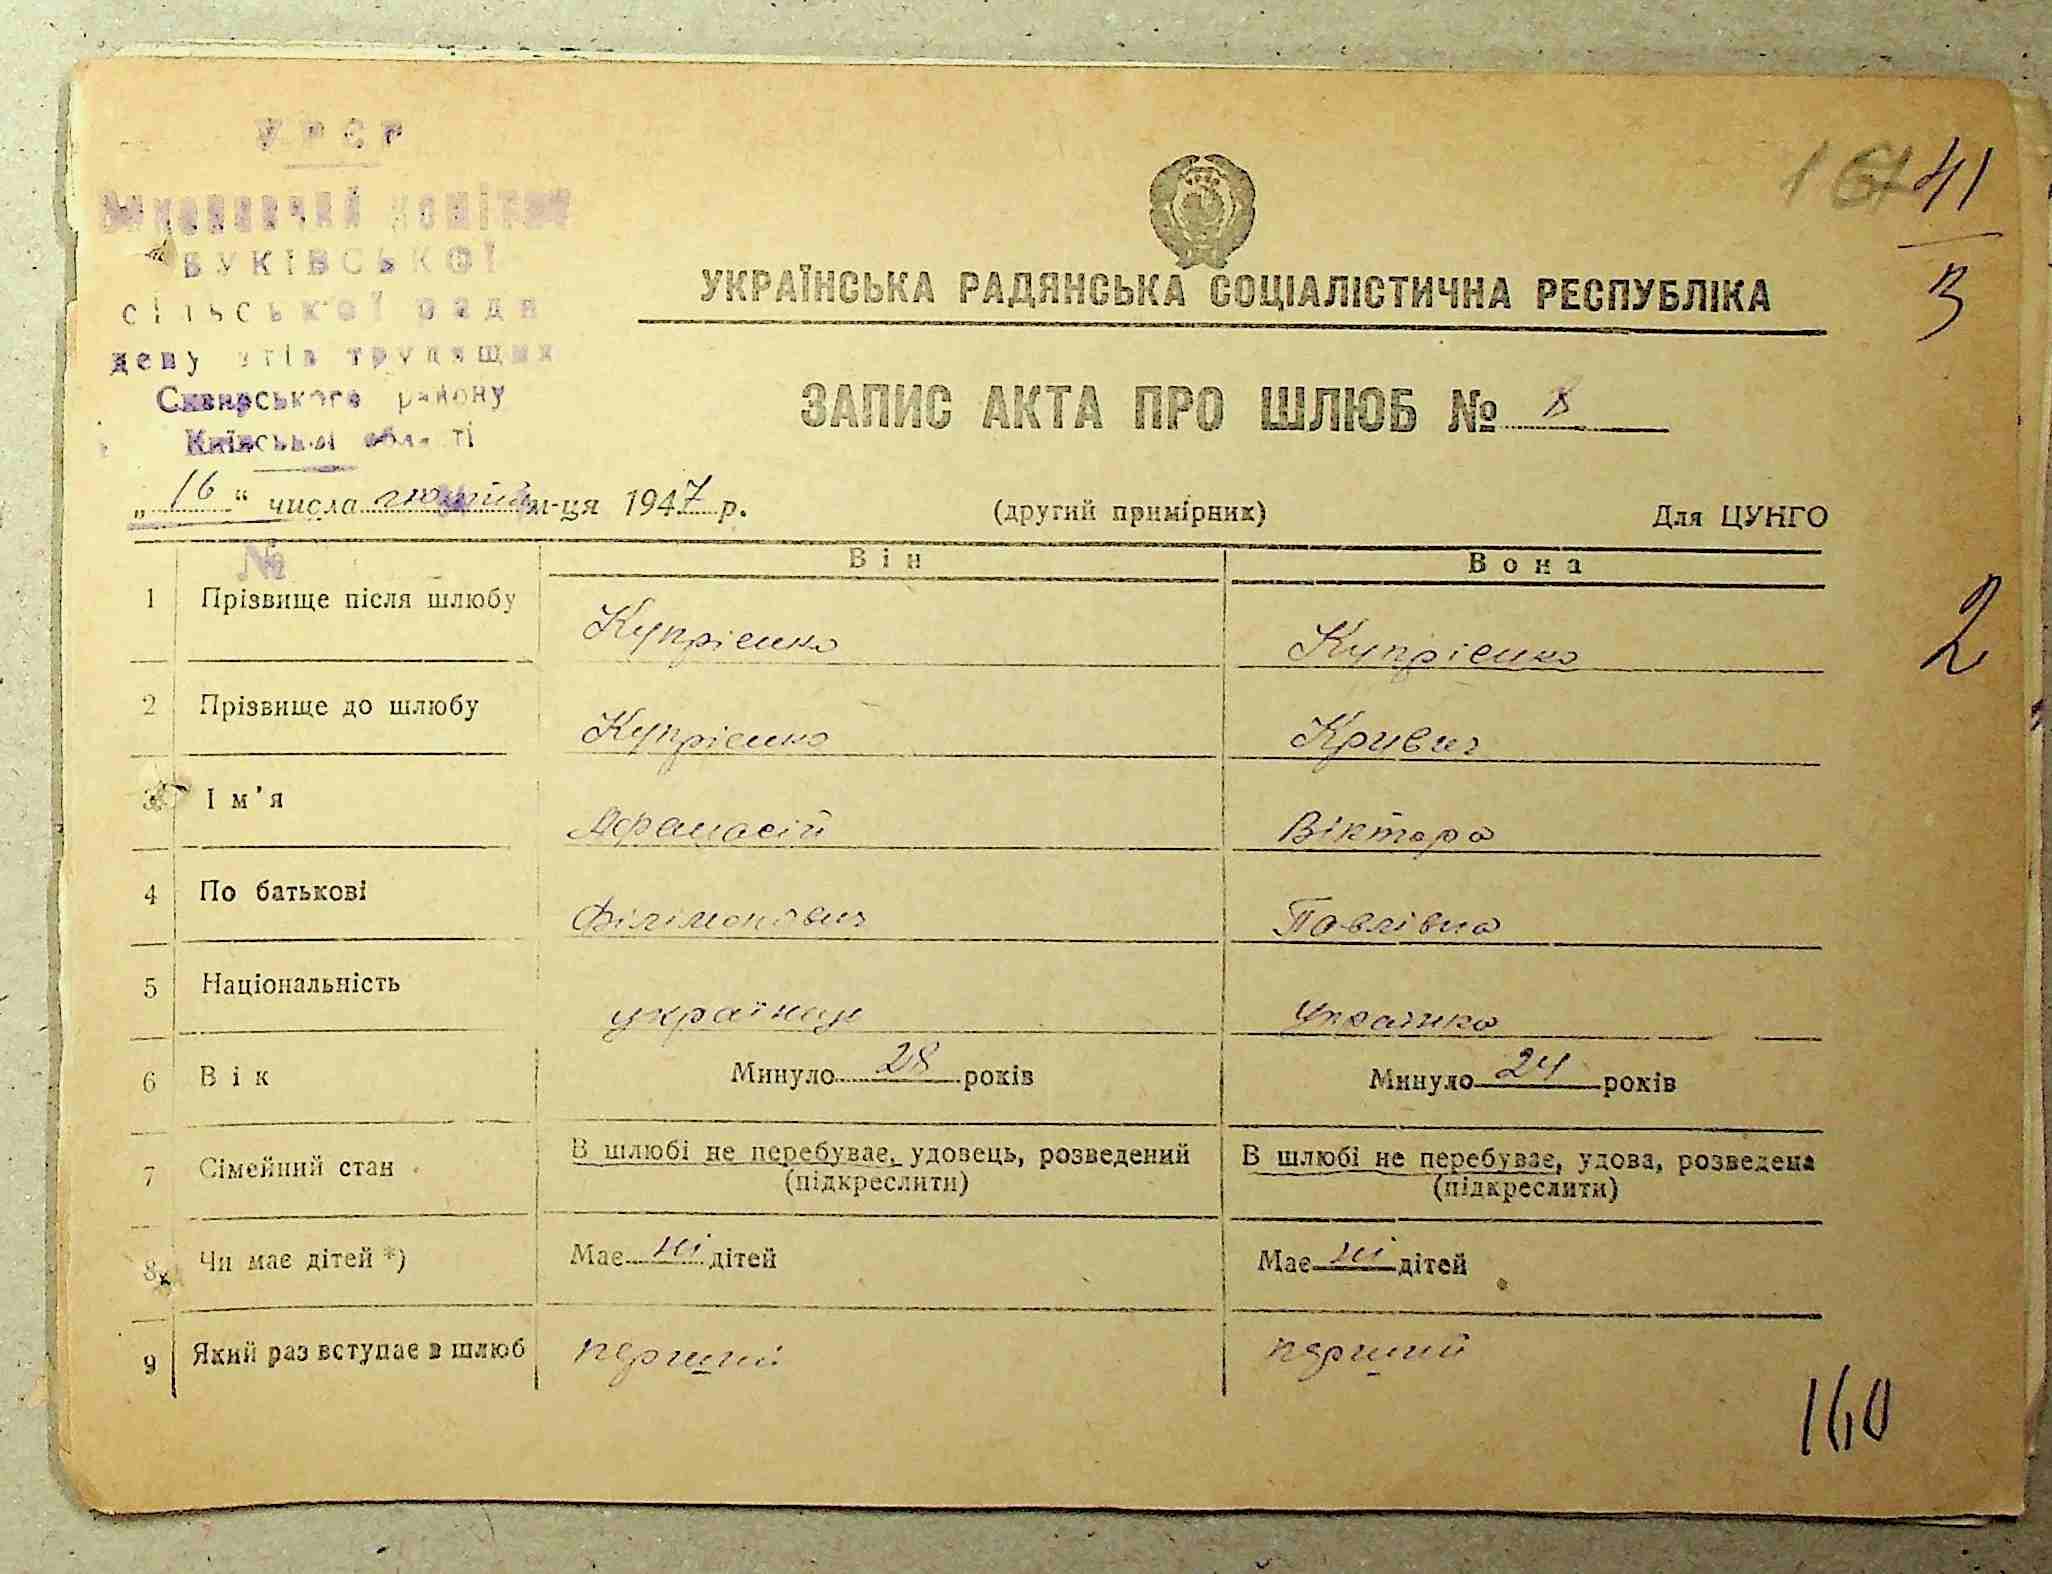 УРСР
Виконавчий комітет
БУКІВСЬКОЇ
сільської ради
депутатів трудящих
Сквирського району
Київської області
16741
3
УКРАЇНСЬКА РАДЯНСЬКА СОЦІАЛІСТИЧНА РЕСПУБЛІКА
ЗАПИС АКТА ПРО ШЛЮБ № 8
„16“ числа лютий м-ця 1947 р. (другий примірник) Для ЦУНГО
№
Він Вона
1 Прізвище після шлюбу Купрієнко Купрієнко
2
2 Прізвище до шлюбу Купрієнко Кривич
3 Ім’я Афанасій Віктора
4 По батькові Філімонович Павлівна
5 Національність українец українка
6 Вік Минуло 28 років Минуло 24 років
7 Сімейний стан В шлюбі не перебуває, удовець, розведений В шлюбі не перебуває, удова, розведена
(підкреслити) (підкреслити)
8 Чи має дітей *) Має ні дітей Має ні дітей
9 Який раз вступає в шлюб перший перший
160